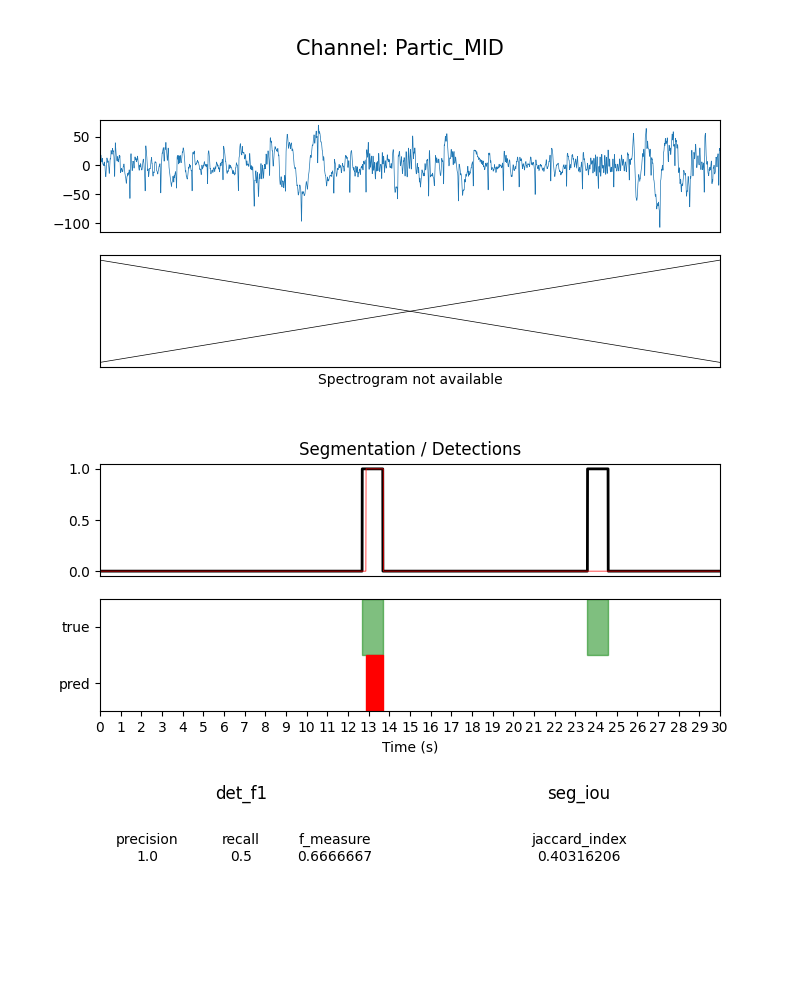 Channel: Partic_MID
50
0
−50
−100
Spectrogram not available
Segmentation / Detections
1.0
0.5
0.0
true
pred
0 1 2 3 4 5 6 7 8 9 10 11 12 13 14 15 16 17 18 19 20 21 22 23 24 25 26 27 28 29 30
Time (s)
det_f1 seg_iou
precision recall f_measure jaccard_index
1.0 0.5 0.6666667 0.40316206